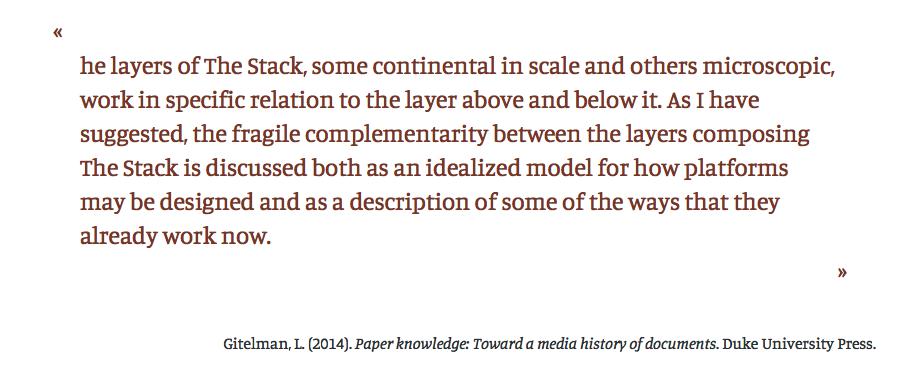 «
he layers of The Stack, some continental in scale and others microscopic,
work in specific relation to the layer above and below it. As I have
suggested, the fragile complementarity between the layers composing
The Stack is discussed both as an idealized model for how platforms
may be designed and as a description of some of the ways that they
already work now.
»
Gitelman, L. (2014). Paper knowledge: Toward a media history of documents. Duke University Press.